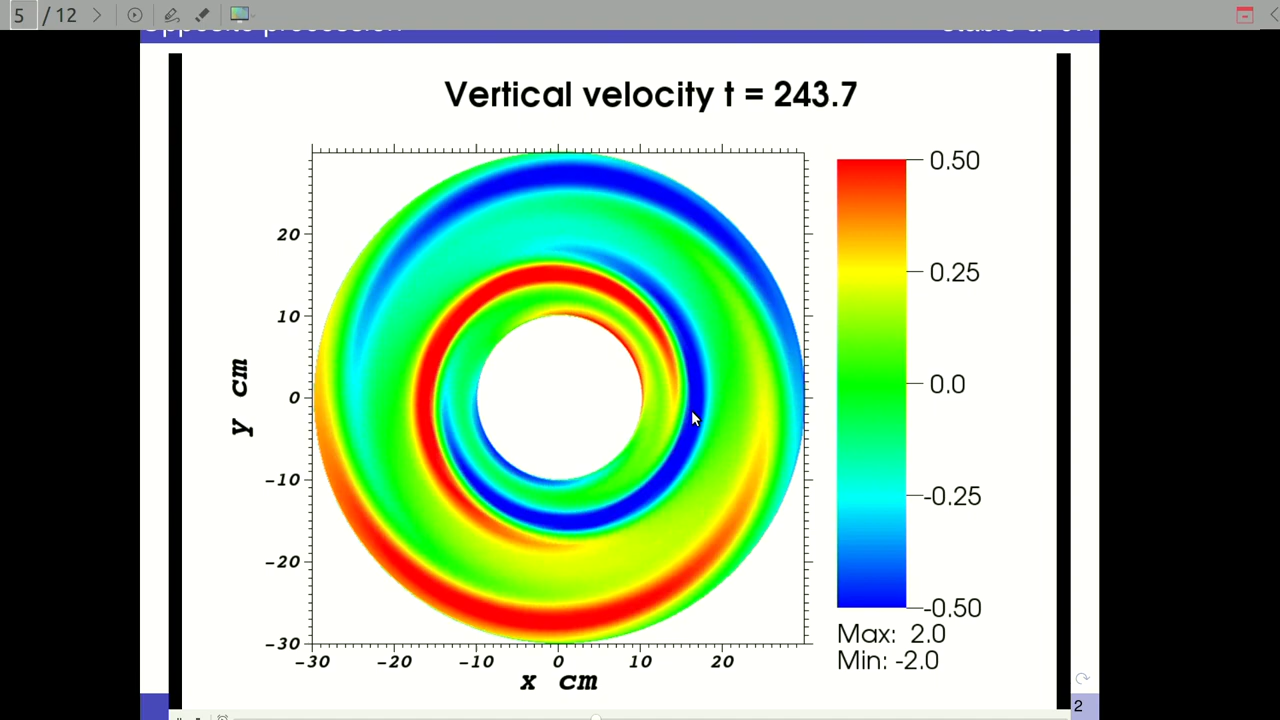 5 / 12
Vertical velocity t = 243.7
0.50
0.25
0.0
-0.25
-0.50
Max: 2.0
Min: -2.0
20
10
0
-10
-20
-30
Y cm
-30 -20 -10 0 10 20
x cm
2